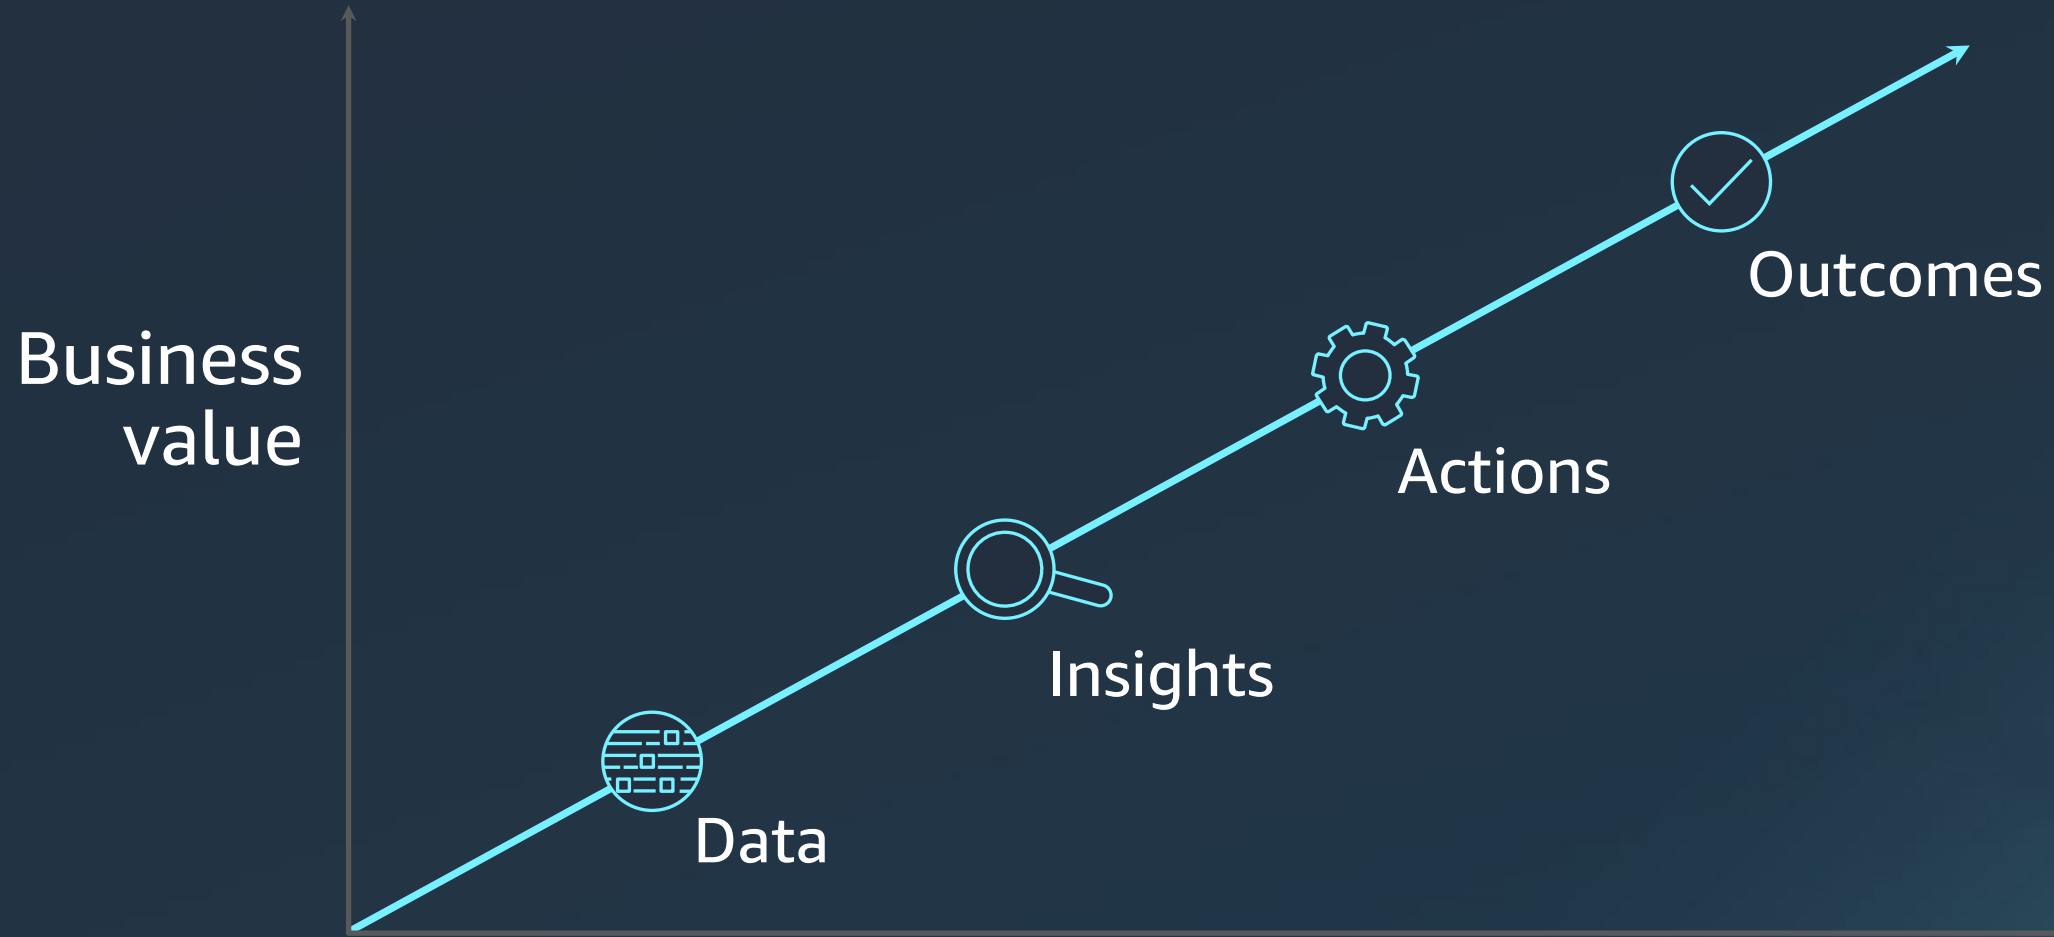 Business
value
Data
Insights
Actions
Outcomes